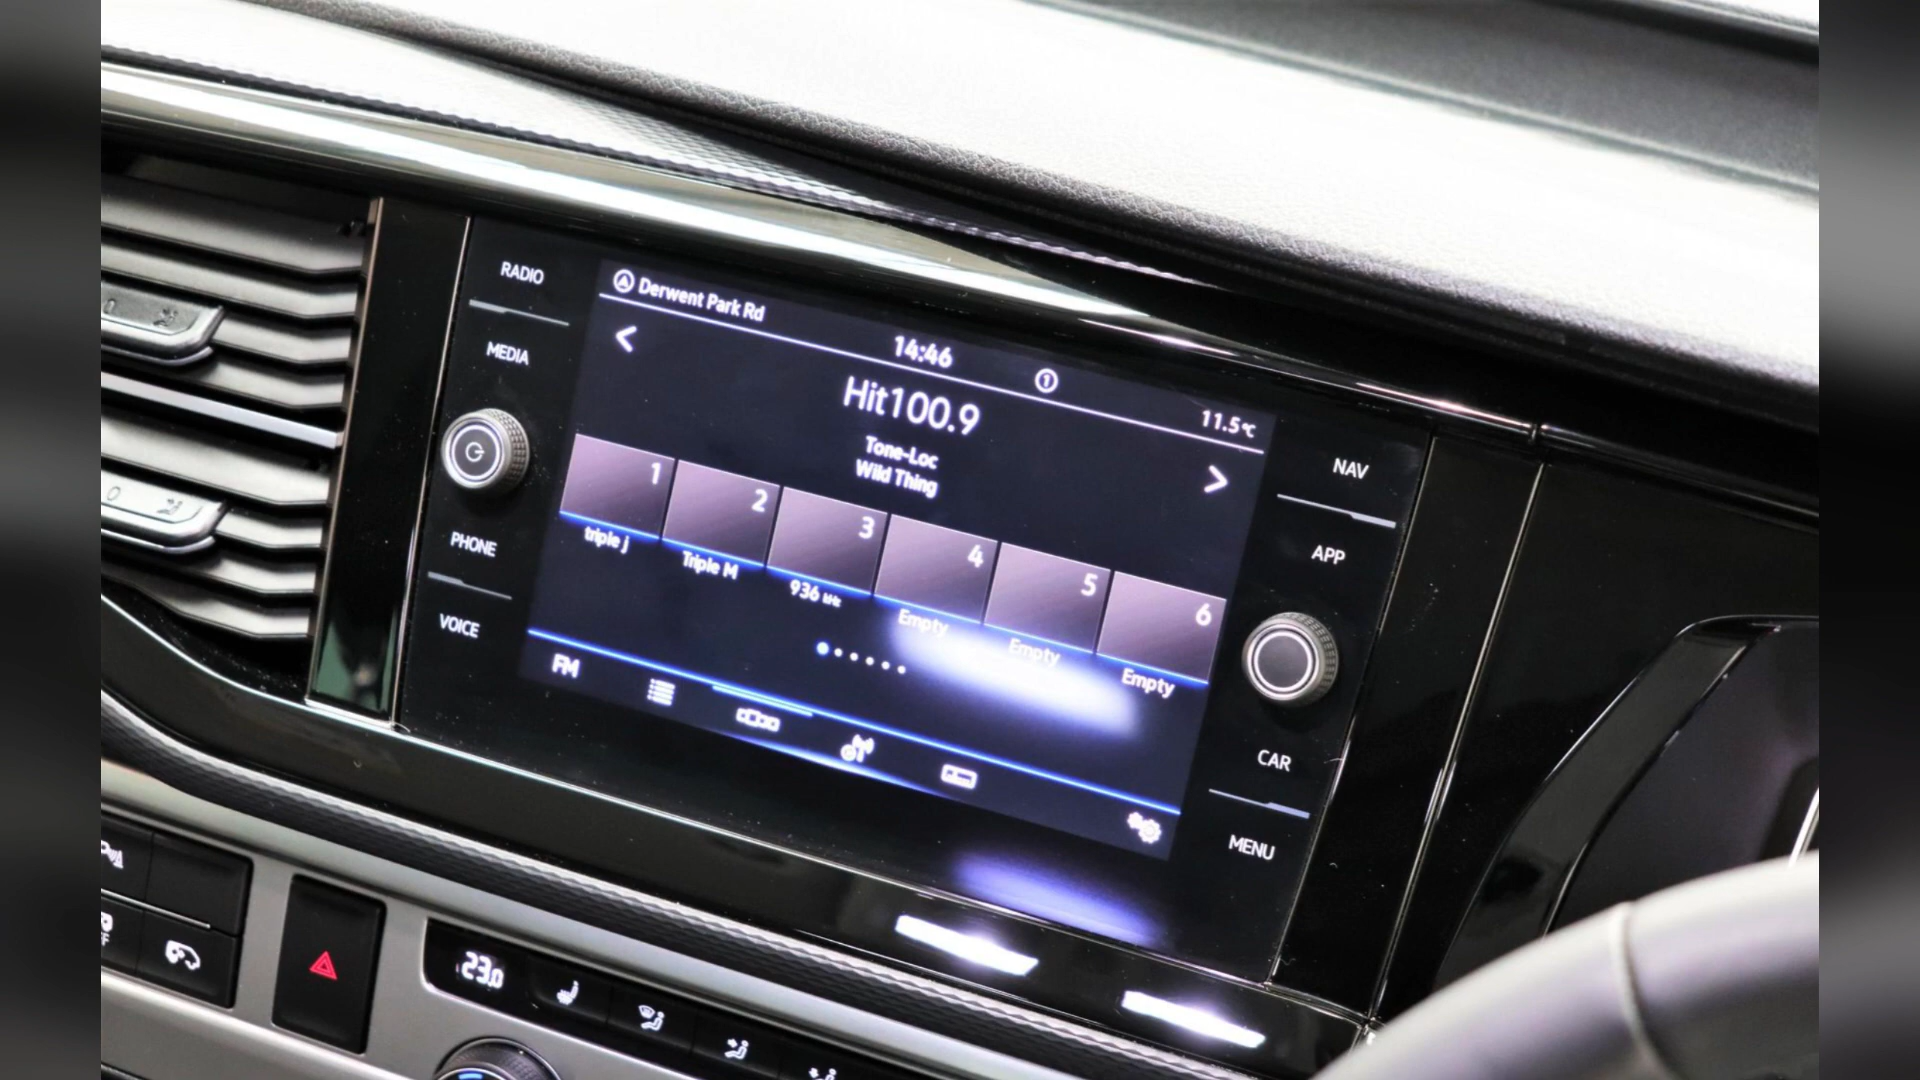 RADIO
MEDIA
PHONE
VOICE
Derwent Park Rd
14:46
1
11.5°C
Hit100.9
Tone-Loc
Wild Thing
1
2
3
4
5
6
triple j
Triple M
936 kHz
Empty
Empty
Empty
FM
NAV
APP
CAR
MENU
23.0